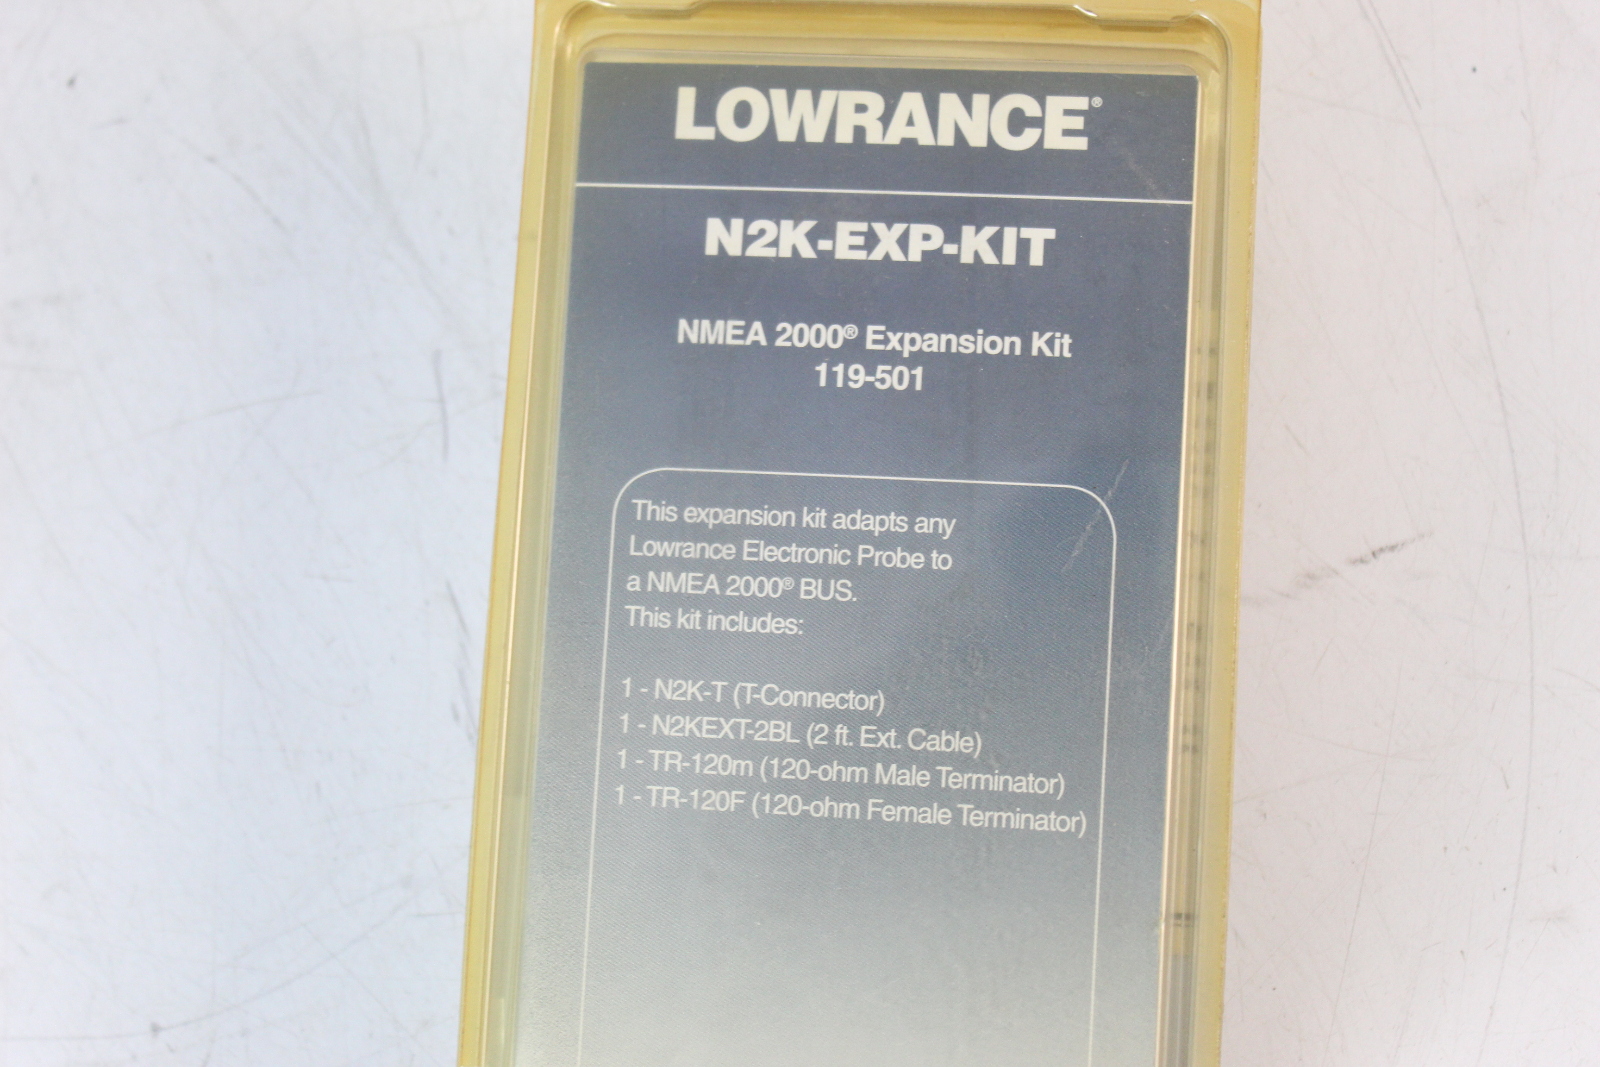 LOWRANCE®
N2K-EXP-KIT
NMEA 2000® Expansion Kit
119-501
This expansion kit adapts any
Lowrance Electronic Probe to
a NMEA 2000® BUS.
This kit includes:
1 - N2K-T (T-Connector)
1 - N2KEXT-2BL (2 ft. Ext. Cable)
1 - TR-120m (120-ohm Male Terminator)
1 - TR-120F (120-ohm Female Terminator)